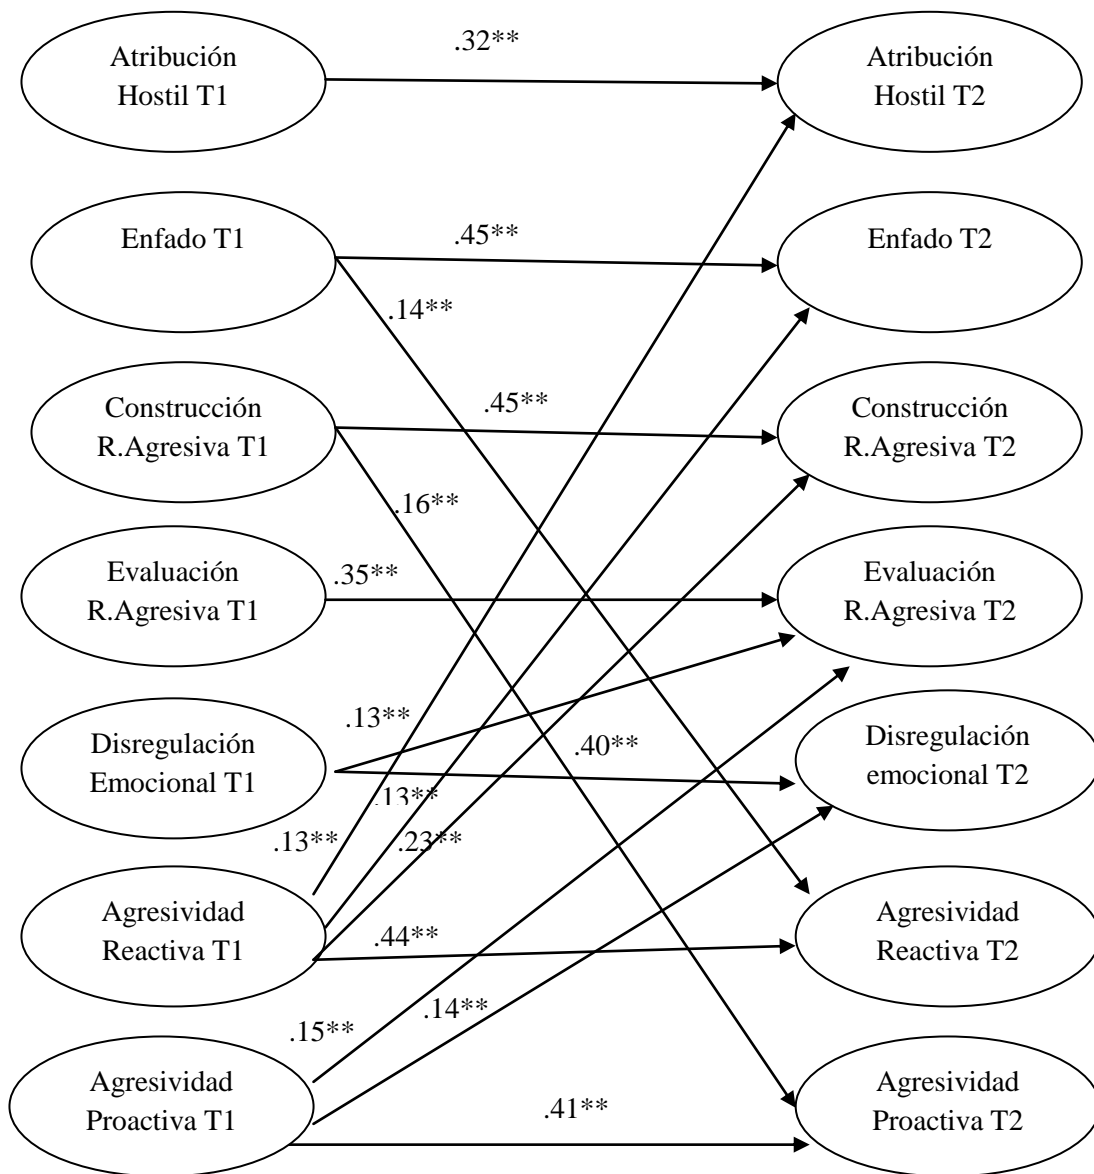 .32**
Atribución
Hostil T1
Atribución
Hostil T2
.45**
Enfado T1
Enfado T2
.14**
.45**
Construcción
R.Agresiva T1
Construcción
R.Agresiva T2
.16**
Evaluación
R.Agresiva T1
.35**
Evaluación
R.Agresiva T2
.13**
Disregulación
Emocional T1
.40**
Disregulación
emocional T2
.13**
.13**
.23**
Agresividad
Reactiva T1
.44**
Agresividad
Reactiva T2
.15**
.14**
Agresividad
Proactiva T1
.41**
Agresividad
Proactiva T2